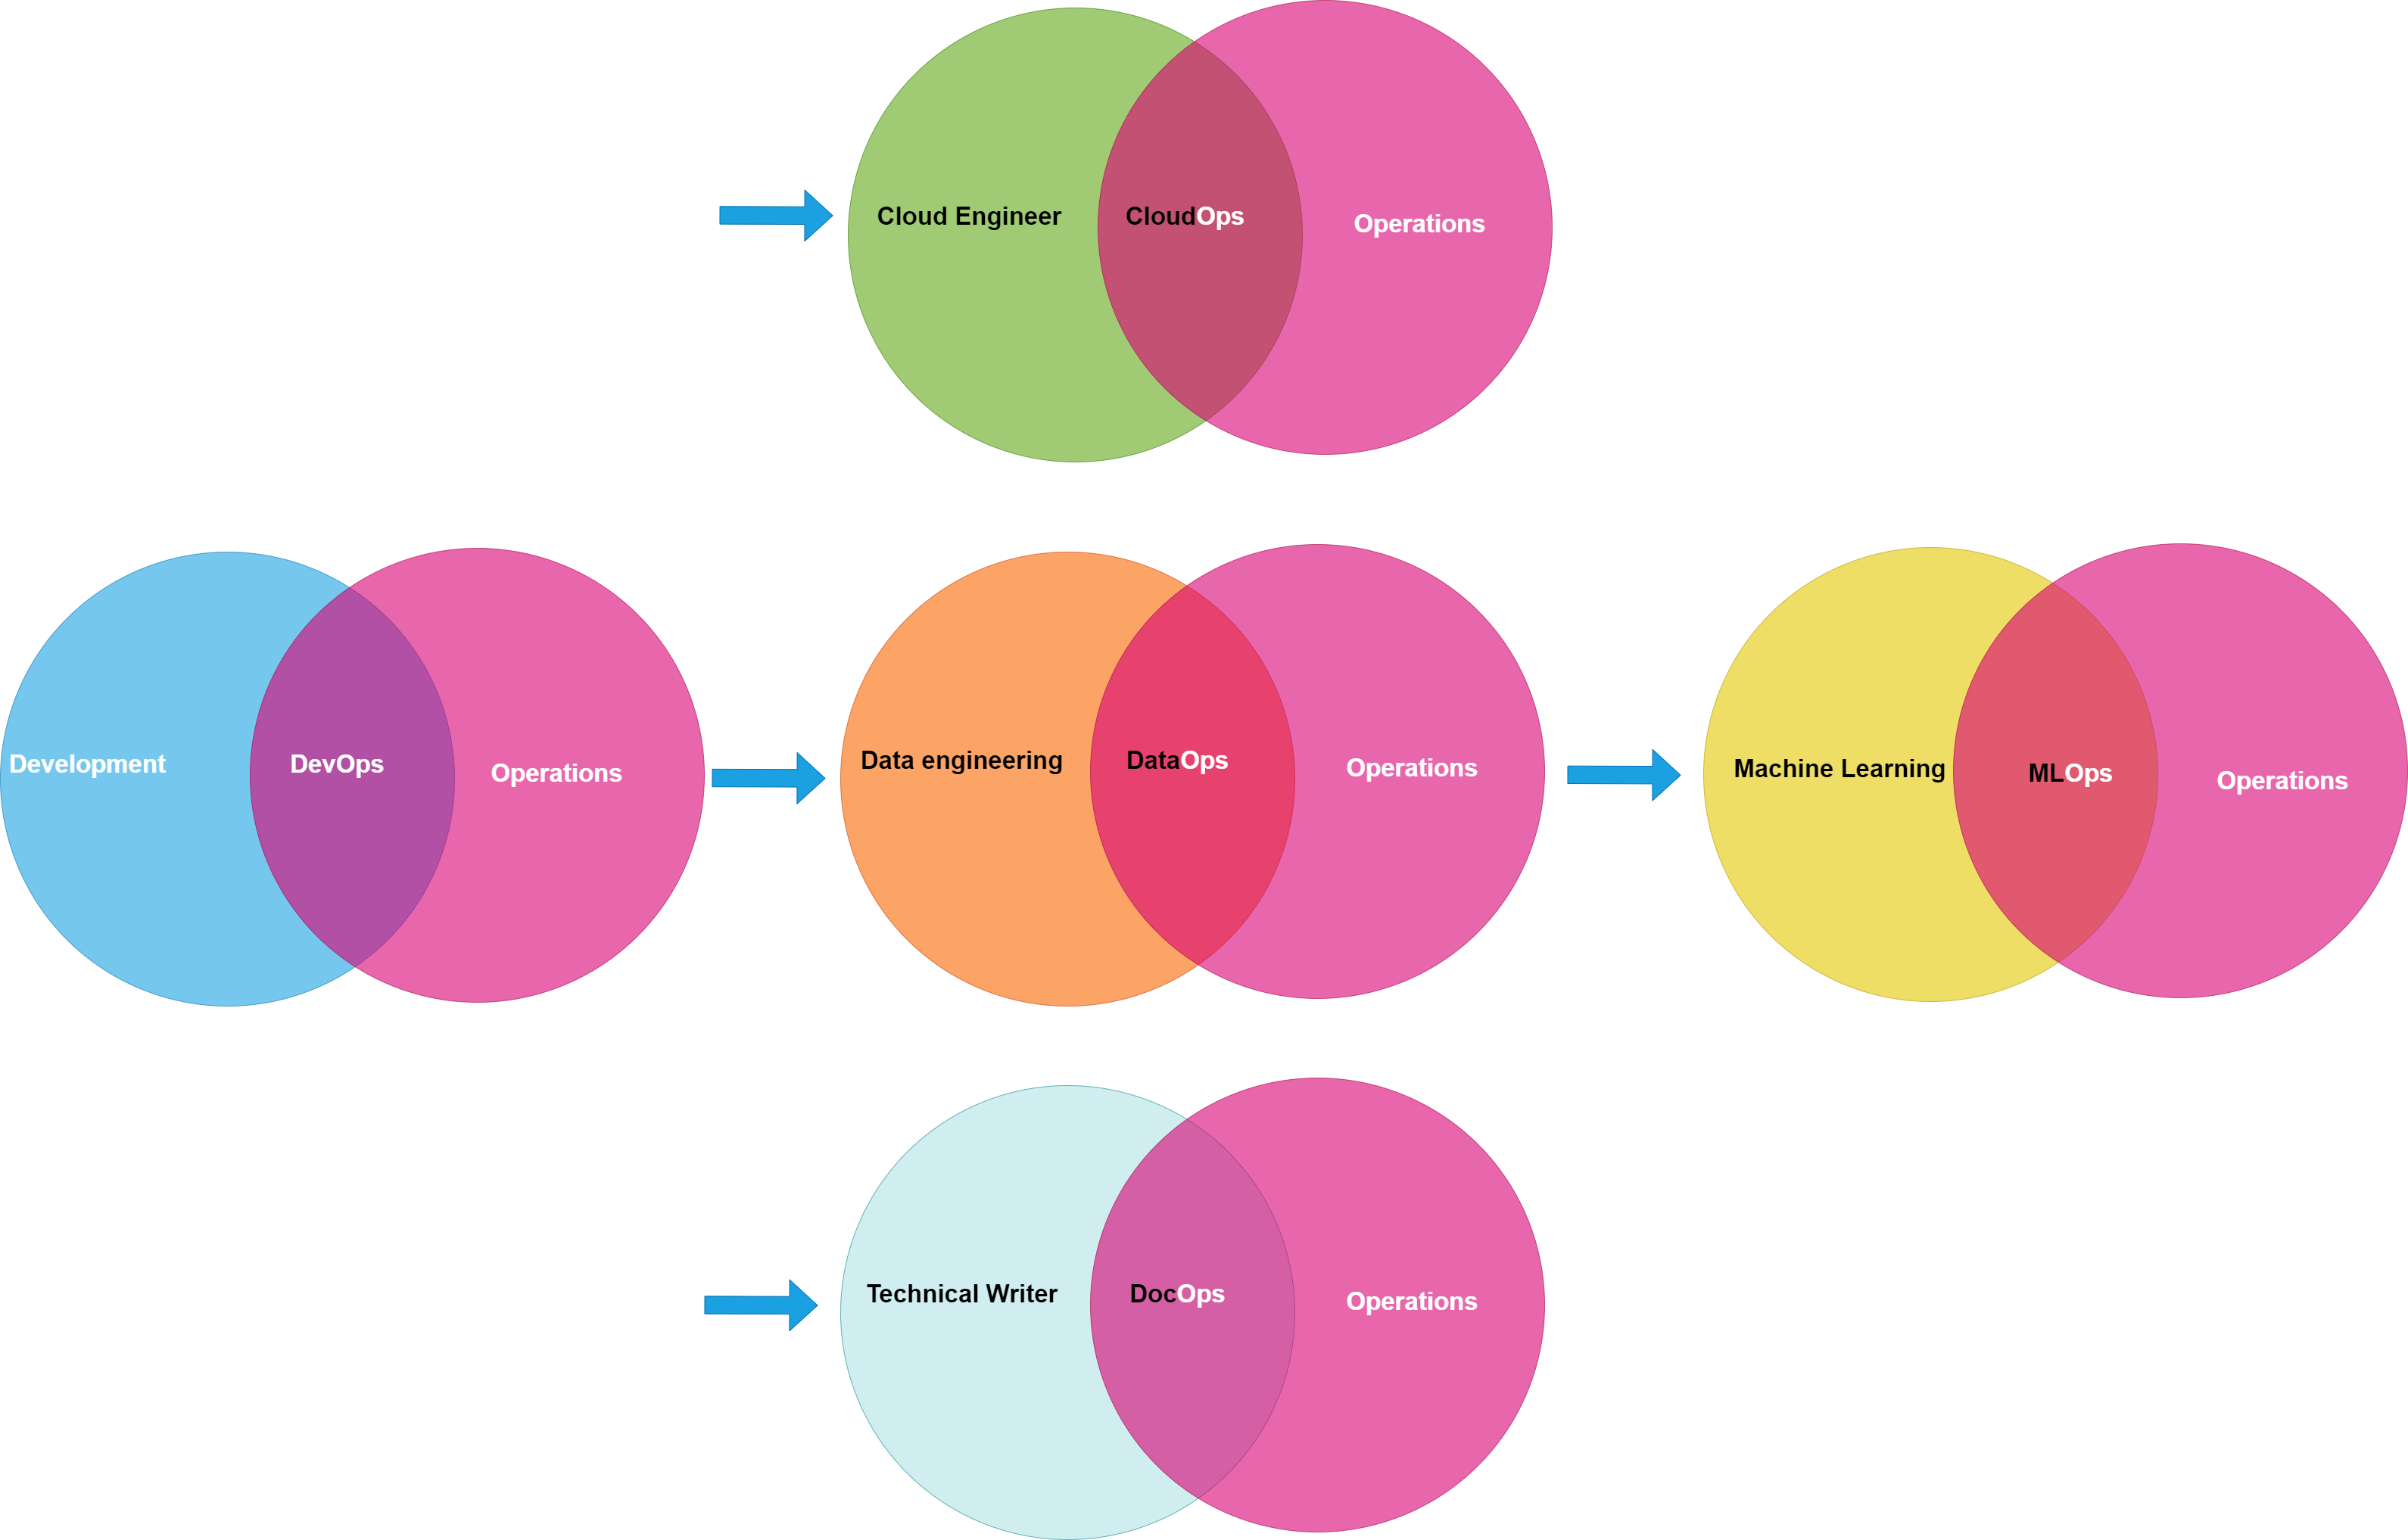 Cloud Engineer
CloudOps
Operations
Development
DevOps
Operations
Data engineering
DataOps
Operations
Machine Learning
MLOps
Operations
Technical Writer
DocOps
Operations